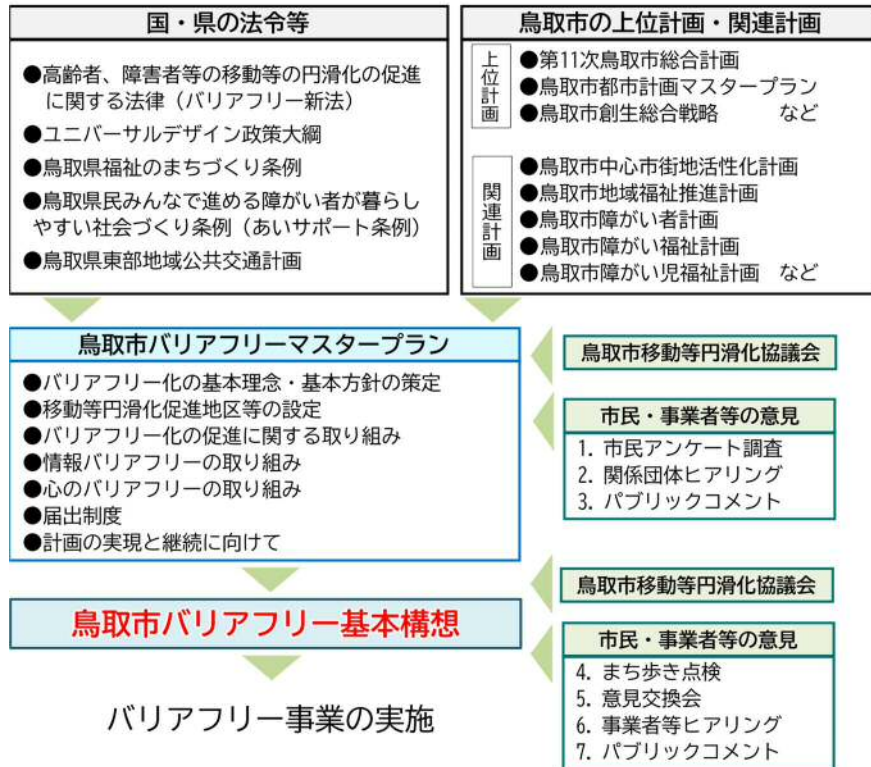 国・県の法令等
●高齢者、障害者等の移動等の円滑化の促進
に関する法律（バリアフリー新法）
●ユニバーサルデザイン政策大綱
●鳥取県福祉のまちづくり条例
●鳥取県民みんなで進める障がい者が暮らし
やすい社会づくり条例（あいサポート条例）
●鳥取県東部地域公共交通計画
鳥取市の上位計画・関連計画
上位計画
●第11次鳥取市総合計画
●鳥取市都市計画マスタープラン
●鳥取市創生総合戦略　　　など
関連計画
●鳥取市中心市街地活性化計画
●鳥取市地域福祉推進計画
●鳥取市障がい者計画
●鳥取市障がい福祉計画
●鳥取市障がい児福祉計画　など
鳥取市バリアフリーマスタープラン
●バリアフリー化の基本理念・基本方針の策定
●移動等円滑化促進地区等の設定
●バリアフリー化の促進に関する取り組み
●情報バリアフリーの取り組み
●心のバリアフリーの取り組み
●届出制度
●計画の実現と継続に向けて
鳥取市移動等円滑化協議会
市民・事業者等の意見
1. 市民アンケート調査
2. 関係団体ヒアリング
3. パブリックコメント
鳥取市バリアフリー基本構想
鳥取市移動等円滑化協議会
市民・事業者等の意見
4. まち歩き点検
5. 意見交換会
6. 事業者等ヒアリング
7. パブリックコメント
バリアフリー事業の実施